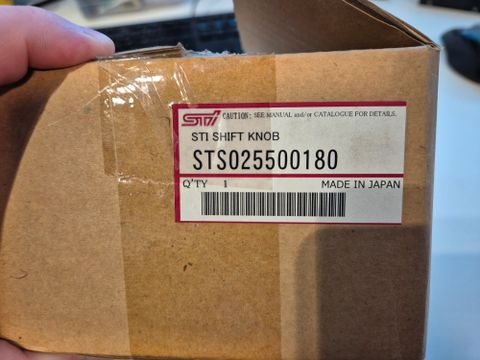 STI CAUTION: SEE MANUAL and/or CATALOGUE FOR DETAILS.
STI SHIFT KNOB
STS025500180
Q'TY 1 MADE IN JAPAN